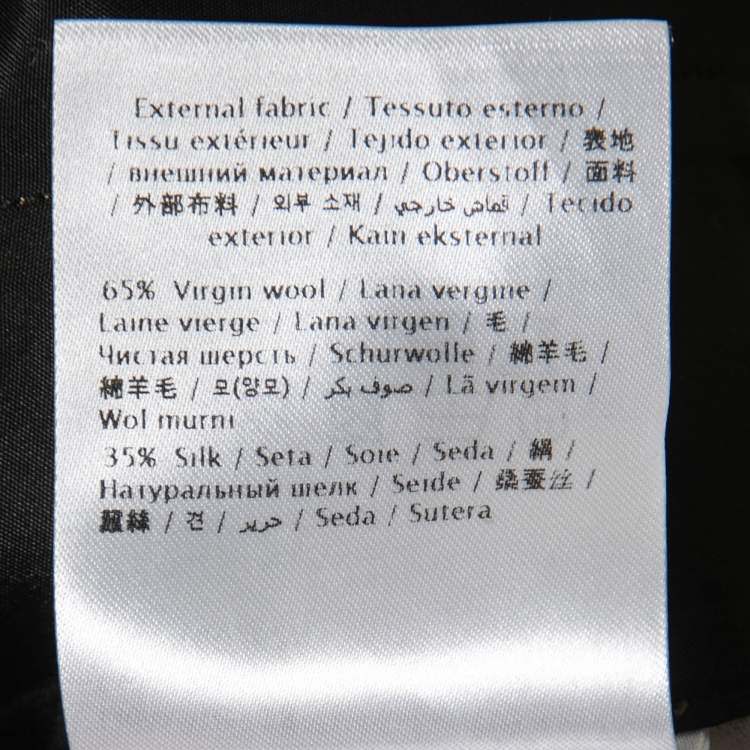 External fabric / Tessuto esterno /
Tissu extérieur / Tejido exterior / 表地
/ внешний материал / Oberstoff / 面料
/ 外部布料 / 외부 소재 / قماش خارجي / Tecido
exterior / Kain eksternal
65% Virgin wool / Lana vergine /
Laine vierge / Lana virgen / 毛 /
Чистая шерсть / Schurwolle / 綿羊毛 /
綿羊毛 / 모(양모) / صوف بكر / Lã virgem /
Wol murni
35% Silk / Seta / Soie / Seda / 絹 /
Натуральный шелк / Seide / 桑蚕丝 /
蠶絲 / 견 / حرير / Seda / Sutera